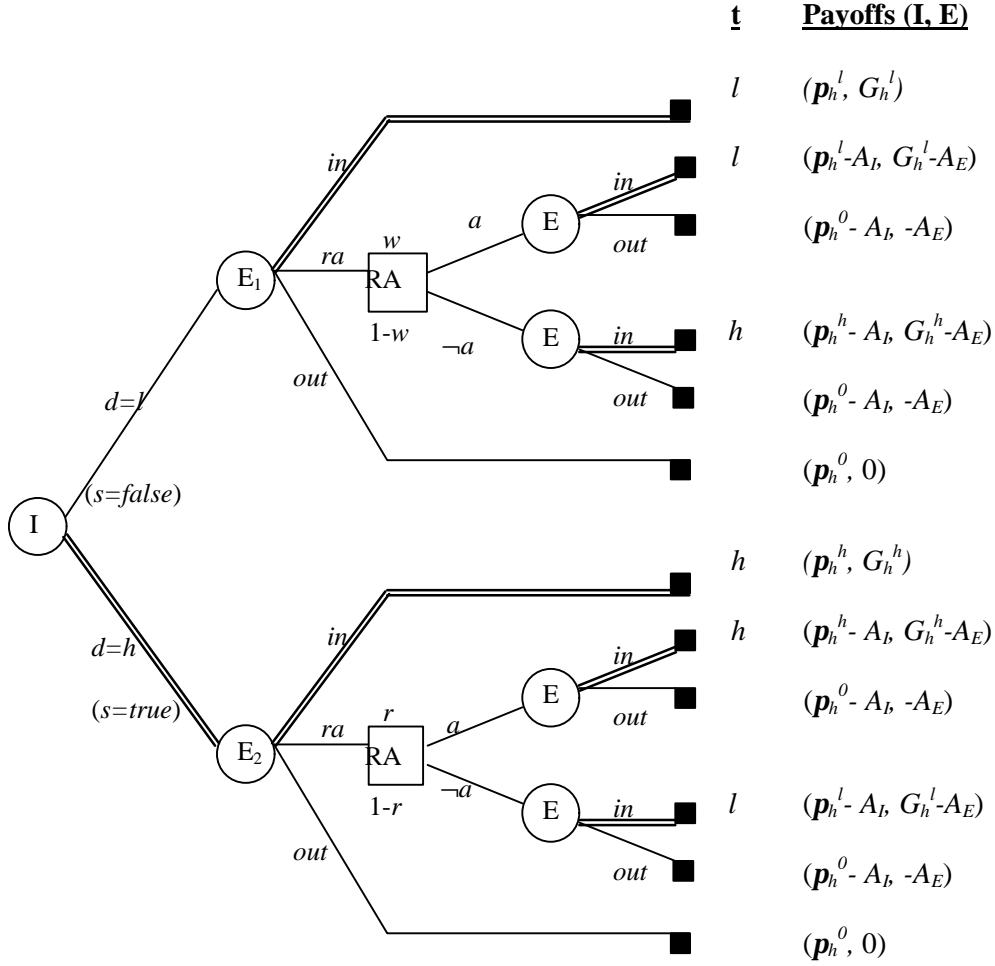 t Payoffs (I, E)
l (p_h^l, G_h^l)
in
l (p_h^l-A_I, G_h^l-A_E)
in
a E
w
out (p_h^0- A_I, -A_E)
E₁ ra RA
1-w
¬a E in h (p_h^h- A_I, G_h^h-A_E)
out
out (p_h^0- A_I, -A_E)
d=l
(p_h^0, 0)
(s=false)
I
h (p_h^h, G_h^h)
in
d=h
h (p_h^h- A_I, G_h^h-A_E)
in
(s=true)
E
out (p_h^0- A_I, -A_E)
r a
E₂ ra RA
1-r
¬a E in l (p_h^l- A_I, G_h^l-A_E)
out
out (p_h^0- A_I, -A_E)
(p_h^0, 0)